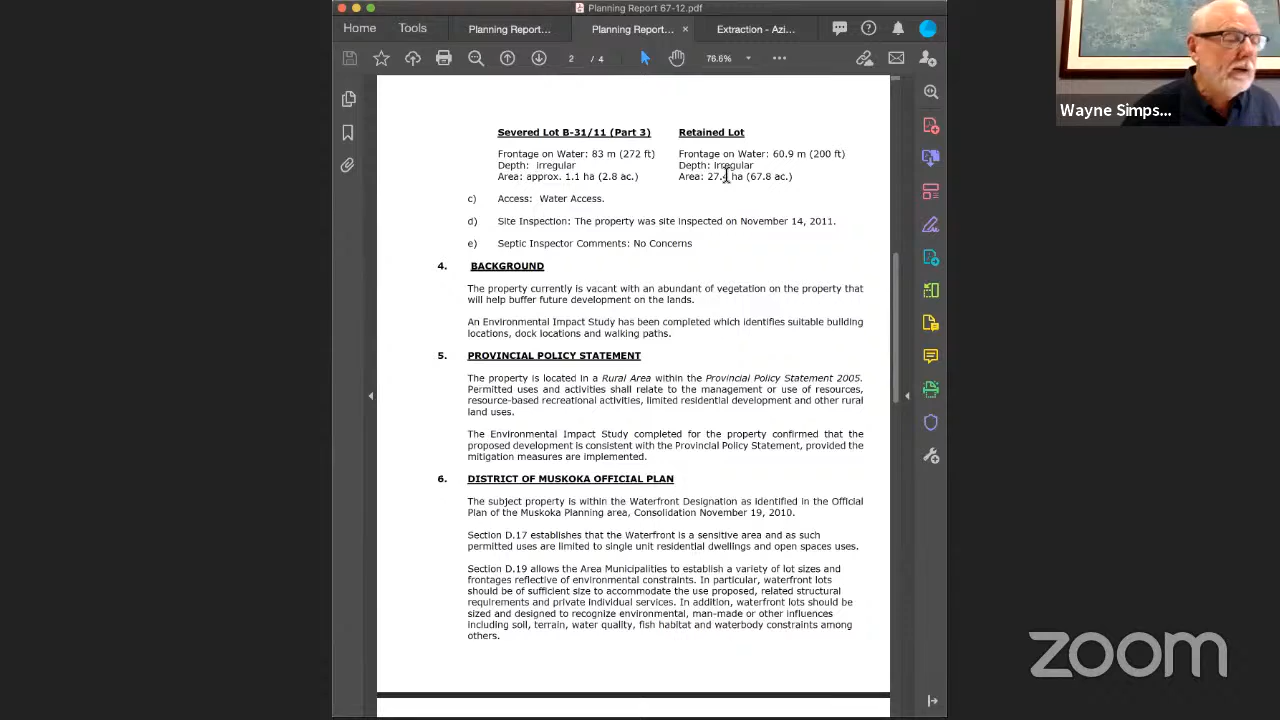 Planning Report 67-12.pdf
Home
Tools
Planning Report...
Planning Report...
×
Extraction - Azi...
2 / 4
76.6%
Wayne Simps...
Severed Lot B-31/11 (Part 3)
Frontage on Water: 83 m (272 ft)
Depth: Irregular
Area: approx. 1.1 ha (2.8 ac.)
Retained Lot
Frontage on Water: 60.9 m (200 ft)
Depth: Irregular
Area: ha (67.8 ac.)
c) Access: Water Access.
d) Site Inspection: The property was site inspected on November 14, 2011.
e) Septic Inspector Comments: No Concerns
4. BACKGROUND
The property currently is vacant with an abundant of vegetation on the property that
will help buffer future development on the lands.
An Environmental Impact Study has been completed which identifies suitable building
locations, dock locations and walking paths.
5. PROVINCIAL POLICY STATEMENT
The property is located in a Rural Area within the Provincial Policy Statement 2005.
Permitted uses and activities shall relate to the management or use of resources,
resource-based recreational activities, limited residential development and other rural
land uses.
The Environmental Impact Study completed for the property confirmed that the
proposed development is consistent with the Provincial Policy Statement, provided the
mitigation measures are implemented.
6. DISTRICT OF MUSKOKA OFFICIAL PLAN
The subject property is within the Waterfront Designation as identified in the Official
Plan of the Muskoka Planning area, Consolidation November 19, 2010.
Section D.17 establishes that the Waterfront is a sensitive area and as such
permitted uses are limited to single unit residential dwellings and open spaces uses.
Section D.19 allows the Area Municipalities to establish a variety of lot sizes and
frontages reflective of environmental constraints. In particular, waterfront lots
should be of sufficient size to accommodate the use proposed, related structural
requirements and private individual services. In addition, waterfront lots should be
sized and designed to recognize environmental, man-made or other influences
including soil, terrain, water quality, fish habitat and waterbody constraints among
others.
zoom